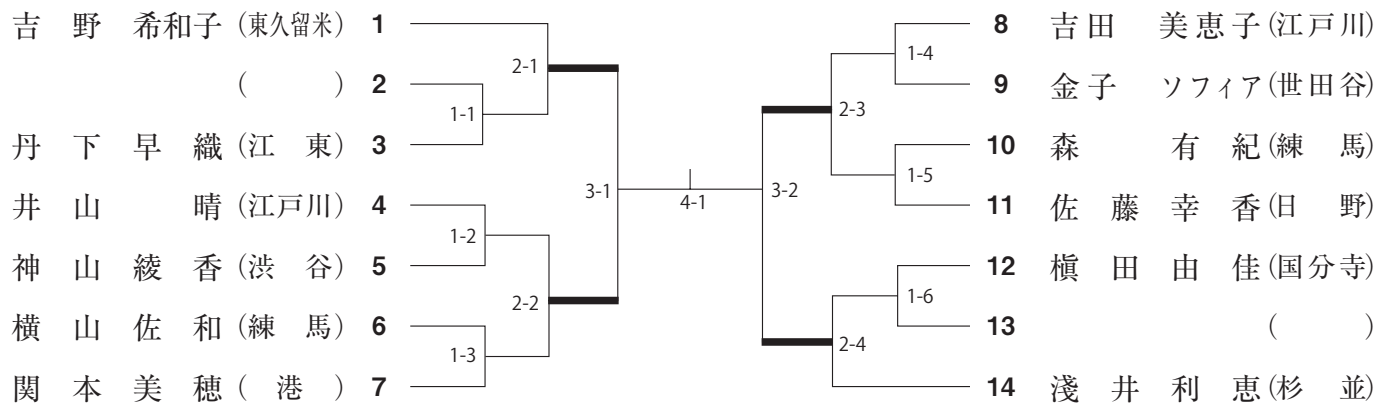 吉野 希和子 (東久留米) 1
( ) 2
丹下 早織 (江東) 3
井山 晴 (江戸川) 4
神山 綾香 (渋谷) 5
横山 佐和 (練馬) 6
関本 美穂 (港) 7
2-1
1-1
3-1
1-2
2-2
1-3
4-1
1-4
2-3
1-5
3-2
1-6
2-4
8 吉田 美恵子 (江戸川)
9 金子 ソフィア (世田谷)
10 森 有紀 (練馬)
11 佐藤 幸香 (日野)
12 槇田 由佳 (国分寺)
13 ( )
14 淺井 利恵 (杉並)